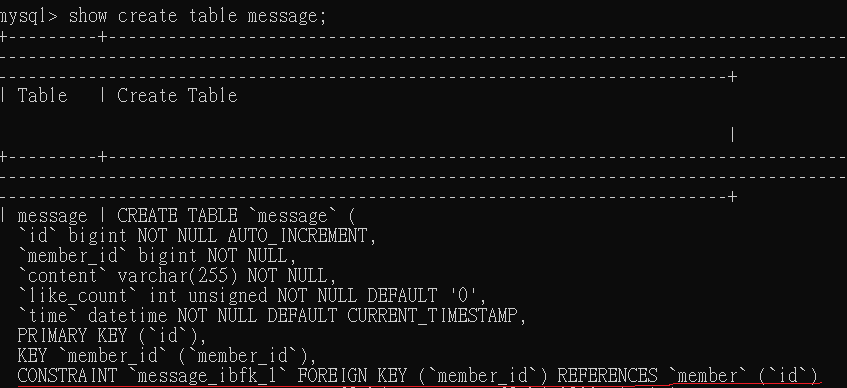 mysql> show create table message;
+---------+--------------------------------------------------------------------------------------------
-----------------------------------------------------------------------------------------------------------
------------------------------------------------------------------------------------------+
| Table   | Create Table
|
+---------+--------------------------------------------------------------------------------------------
-----------------------------------------------------------------------------------------------------------
------------------------------------------------------------------------------------------+
| message | CREATE TABLE `message` (
`id` bigint NOT NULL AUTO_INCREMENT,
`member_id` bigint NOT NULL,
`content` varchar(255) NOT NULL,
`like_count` int unsigned NOT NULL DEFAULT '0',
`time` datetime NOT NULL DEFAULT CURRENT_TIMESTAMP,
PRIMARY KEY (`id`),
KEY `member_id` (`member_id`),
CONSTRAINT `message_ibfk_1` FOREIGN KEY (`member_id`) REFERENCES `member` (`id`)